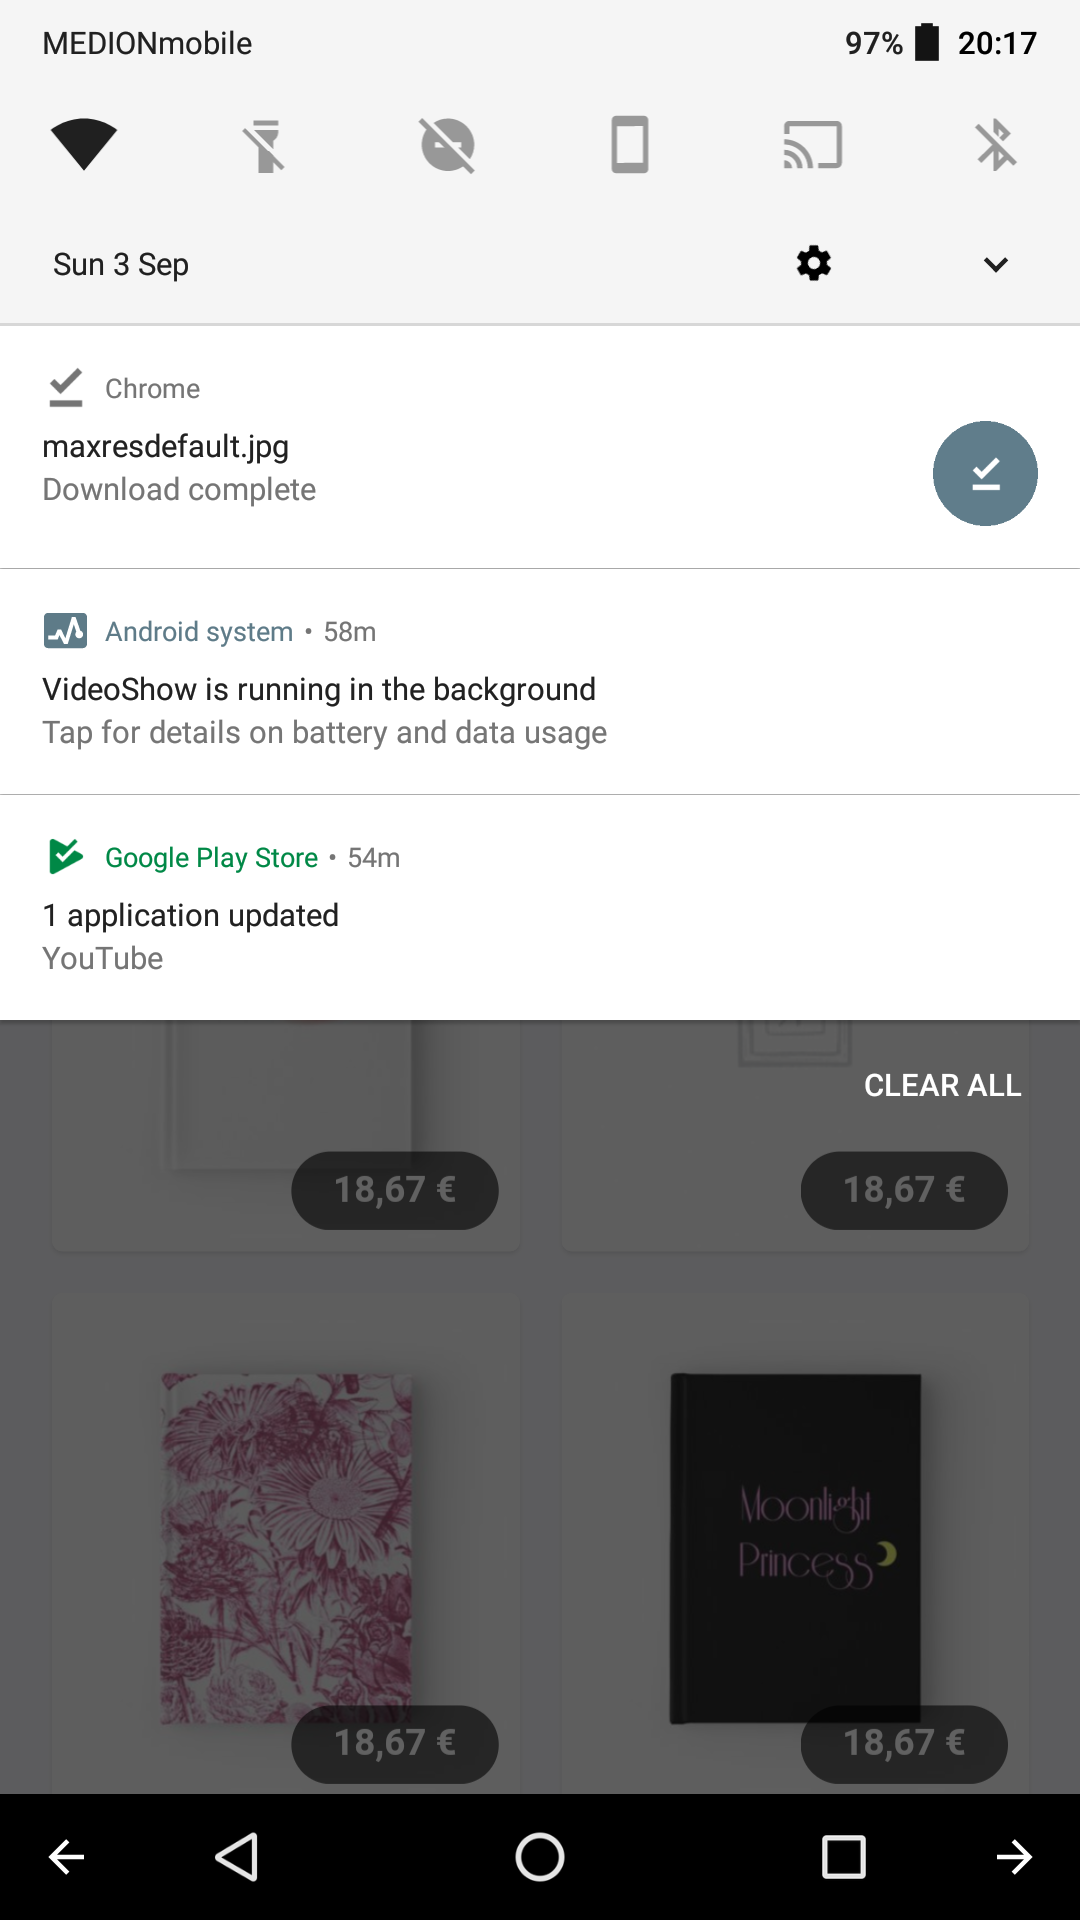 MEDIONmobile 97% 20:17
Sun 3 Sep
Chrome
maxresdefault.jpg
Download complete
Android system • 58m
VideoShow is running in the background
Tap for details on battery and data usage
Google Play Store • 54m
1 application updated
YouTube
CLEAR ALL
18,67 € 18,67 €
Moonlight
Princess
18,67 € 18,67 €